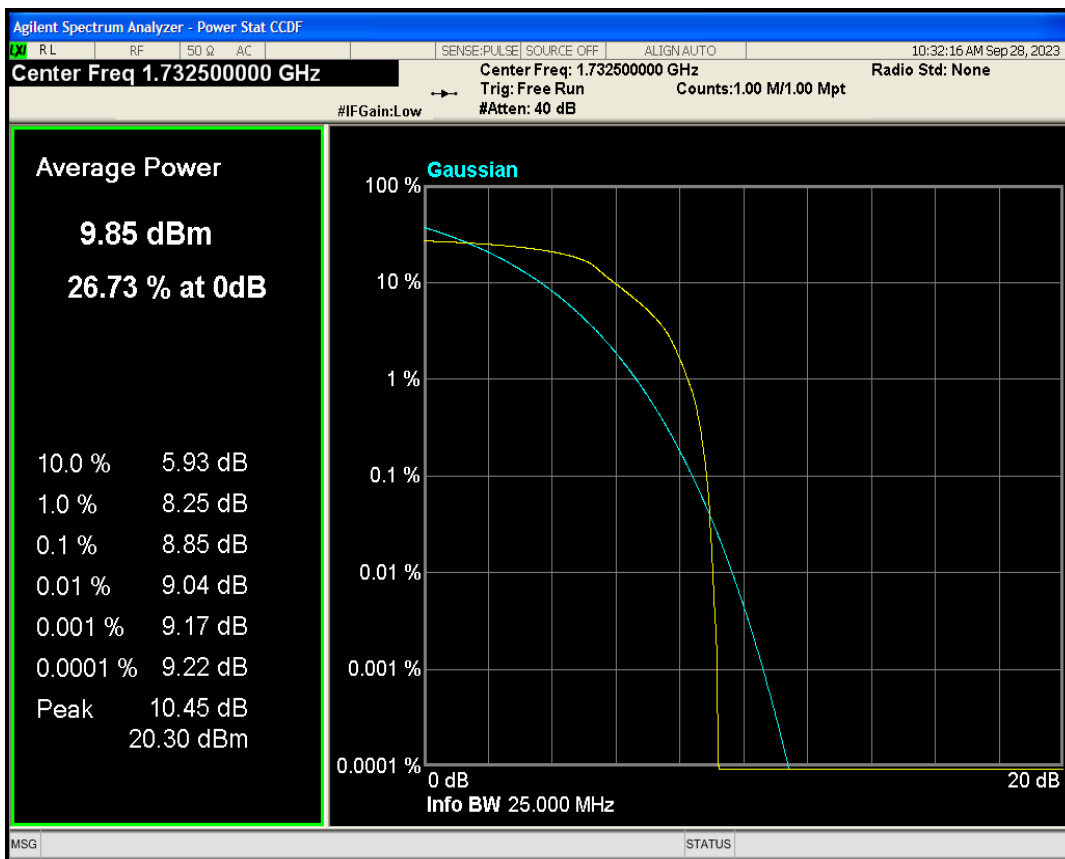 Agilent Spectrum Analyzer - Power Stat CCDF
LXI RL RF 50 Ω AC SENSE:PULSE SOURCE OFF ALIGN AUTO 10:32:16 AM Sep 28, 2023
Center Freq 1.732500000 GHz Center Freq: 1.732500000 GHz Radio Std: None
Trig: Free Run Counts:1.00 M/1.00 Mpt
#IFGain:Low #Atten: 40 dB
Average Power
9.85 dBm
26.73 % at 0dB
10.0 % 5.93 dB
1.0 % 8.25 dB
0.1 % 8.85 dB
0.01 % 9.04 dB
0.001 % 9.17 dB
0.0001 % 9.22 dB
Peak 10.45 dB
20.30 dBm
Gaussian
100 %
10 %
1 %
0.1 %
0.01 %
0.001 %
0.0001 %
0 dB 20 dB
Info BW 25.000 MHz
MSG STATUS